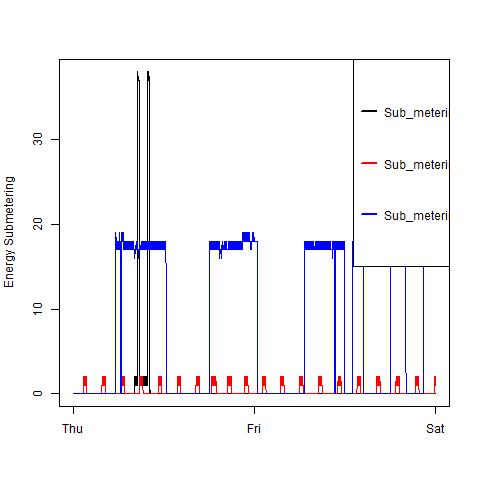 Energy Submetering
30
20
10
0
Sub_meteri
Sub_meteri
Sub_meteri
Thu Fri Sat